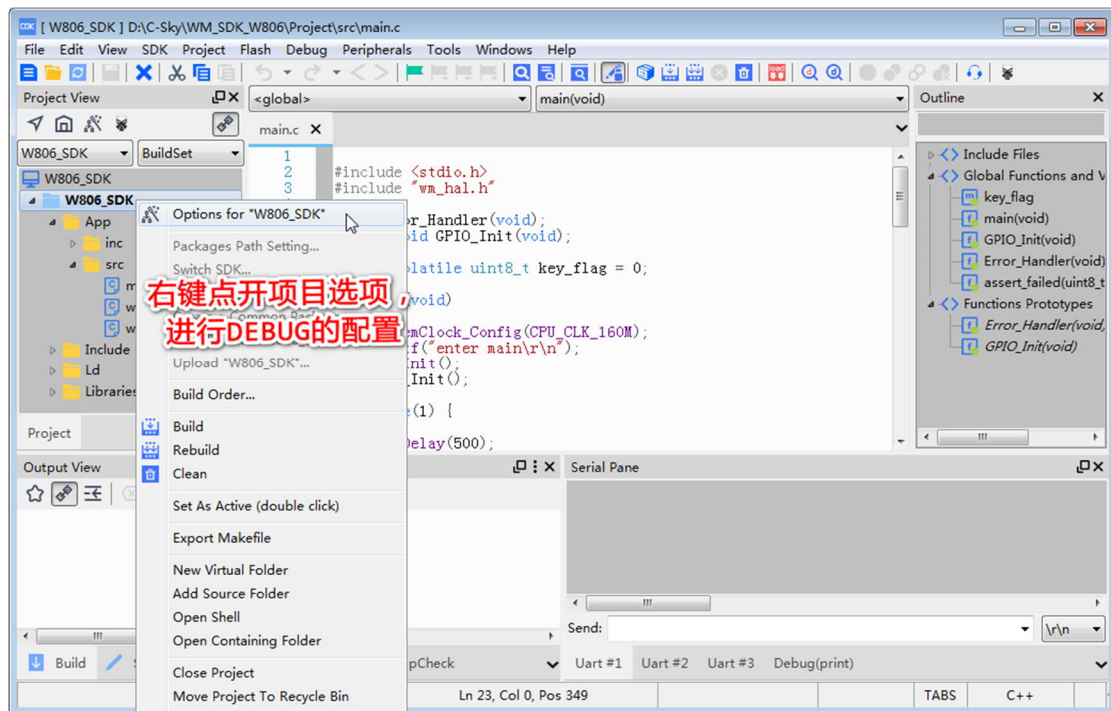 [ W806_SDK ] D:\C-Sky\WM_SDK_W806\Project\src\main.c
File Edit View SDK Project Flash Debug Peripherals Tools Windows Help
Project View
<global>
main(void)
Outline
main.c
W806_SDK
BuildSet
W806_SDK
W806_SDK
App
inc
src
Include
Ld
Libraries
Project
Options for "W806_SDK"
Packages Path Setting...
Switch SDK...
右键点开项目选项，
进行DEBUG的配置
Upload "W806_SDK"...
Build Order...
Build
Rebuild
Clean
Set As Active (double click)
Export Makefile
New Virtual Folder
Add Source Folder
Open Shell
Open Containing Folder
Close Project
Move Project To Recycle Bin
1
2 #include <stdio.h>
3 #include "wm_hal.h"
or_Handler(void);
id GPIO_Init(void);
latile uint8_t key_flag = 0;
void)
emClock_Config(CPU_CLK_160M);
f("enter main\r\n");
nit();
_Init();
e(1) {
elay(500);
Include Files
Global Functions and V
key_flag
main(void)
GPIO_Init(void)
Error_Handler(void)
assert_failed(uint8_t
Functions Prototypes
Error_Handler(void,
GPIO_Init(void)
Output View
Serial Pane
Send:
\r\n
Build
pCheck
Uart #1 Uart #2 Uart #3 Debug(print)
Ln 23, Col 0, Pos 349
TABS
C++